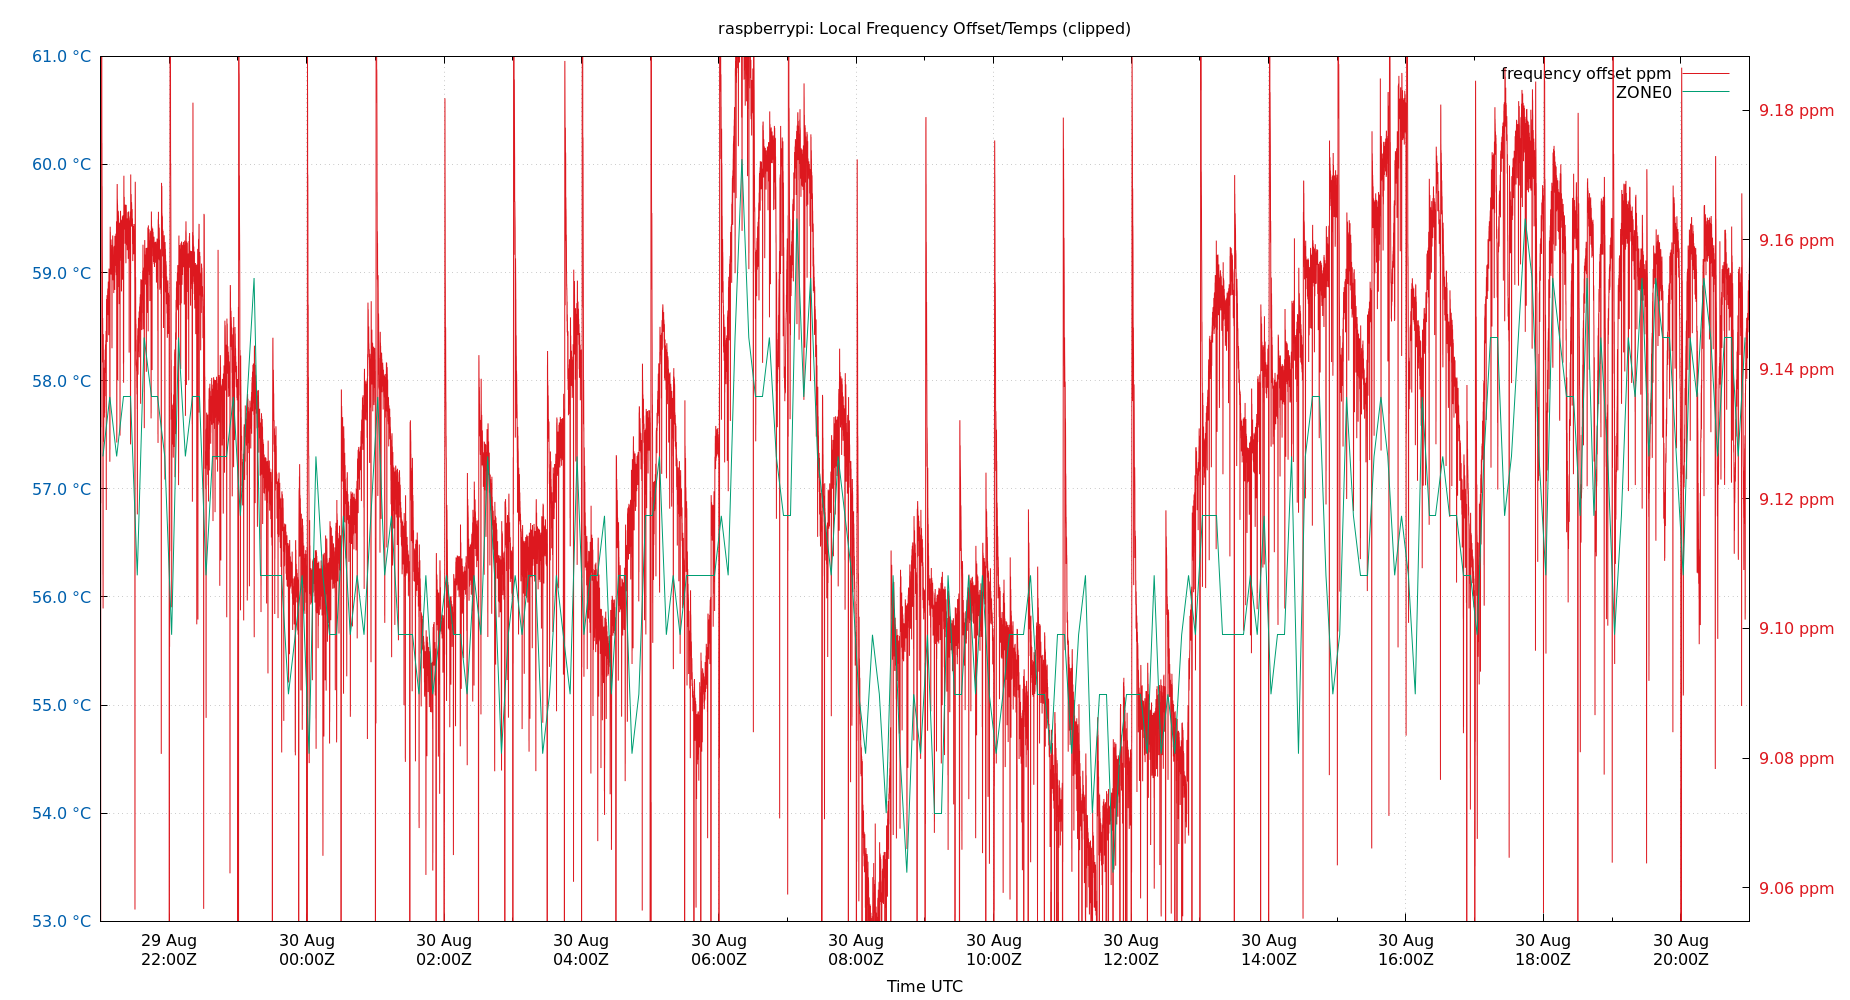 raspberrypi: Local Frequency Offset/Temps (clipped)
frequency offset ppm
ZONE0
61.0 °C
60.0 °C
59.0 °C
58.0 °C
57.0 °C
56.0 °C
55.0 °C
54.0 °C
53.0 °C
9.18 ppm
9.16 ppm
9.14 ppm
9.12 ppm
9.10 ppm
9.08 ppm
9.06 ppm
29 Aug
22:00Z
30 Aug
00:00Z
30 Aug
02:00Z
30 Aug
04:00Z
30 Aug
06:00Z
30 Aug
08:00Z
30 Aug
10:00Z
30 Aug
12:00Z
30 Aug
14:00Z
30 Aug
16:00Z
30 Aug
18:00Z
30 Aug
20:00Z
Time UTC